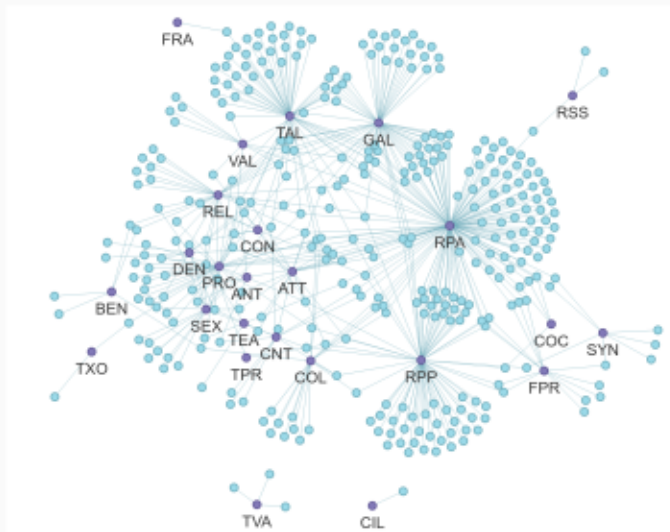 FRA
RSS
TAL
GAL
VAL
REL
RPA
CON
DEN
PRO
ANT
ATT
BEN
SEX
TEA
COC
SYN
CNT
TXO
TPR
COL
RPP
FPR
TVA
CIL